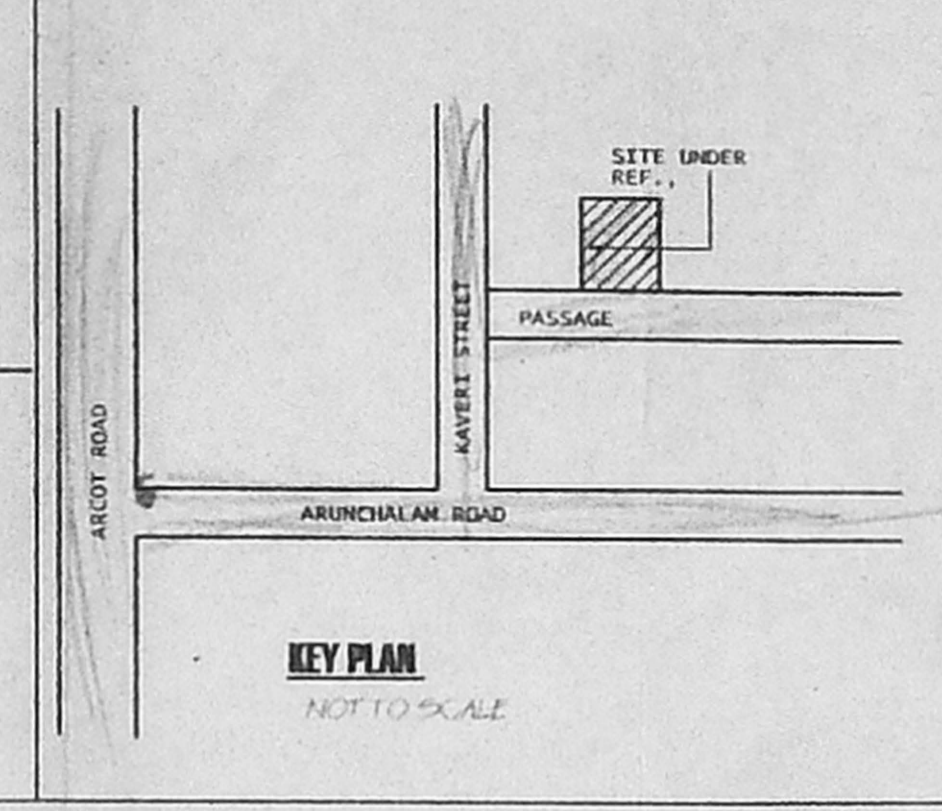 SITE UNDER
REF.,
PASSAGE
KAVERI STREET
ARCOT ROAD
ARUNCHALAM ROAD
KEY PLAN
NOT TO SCALE